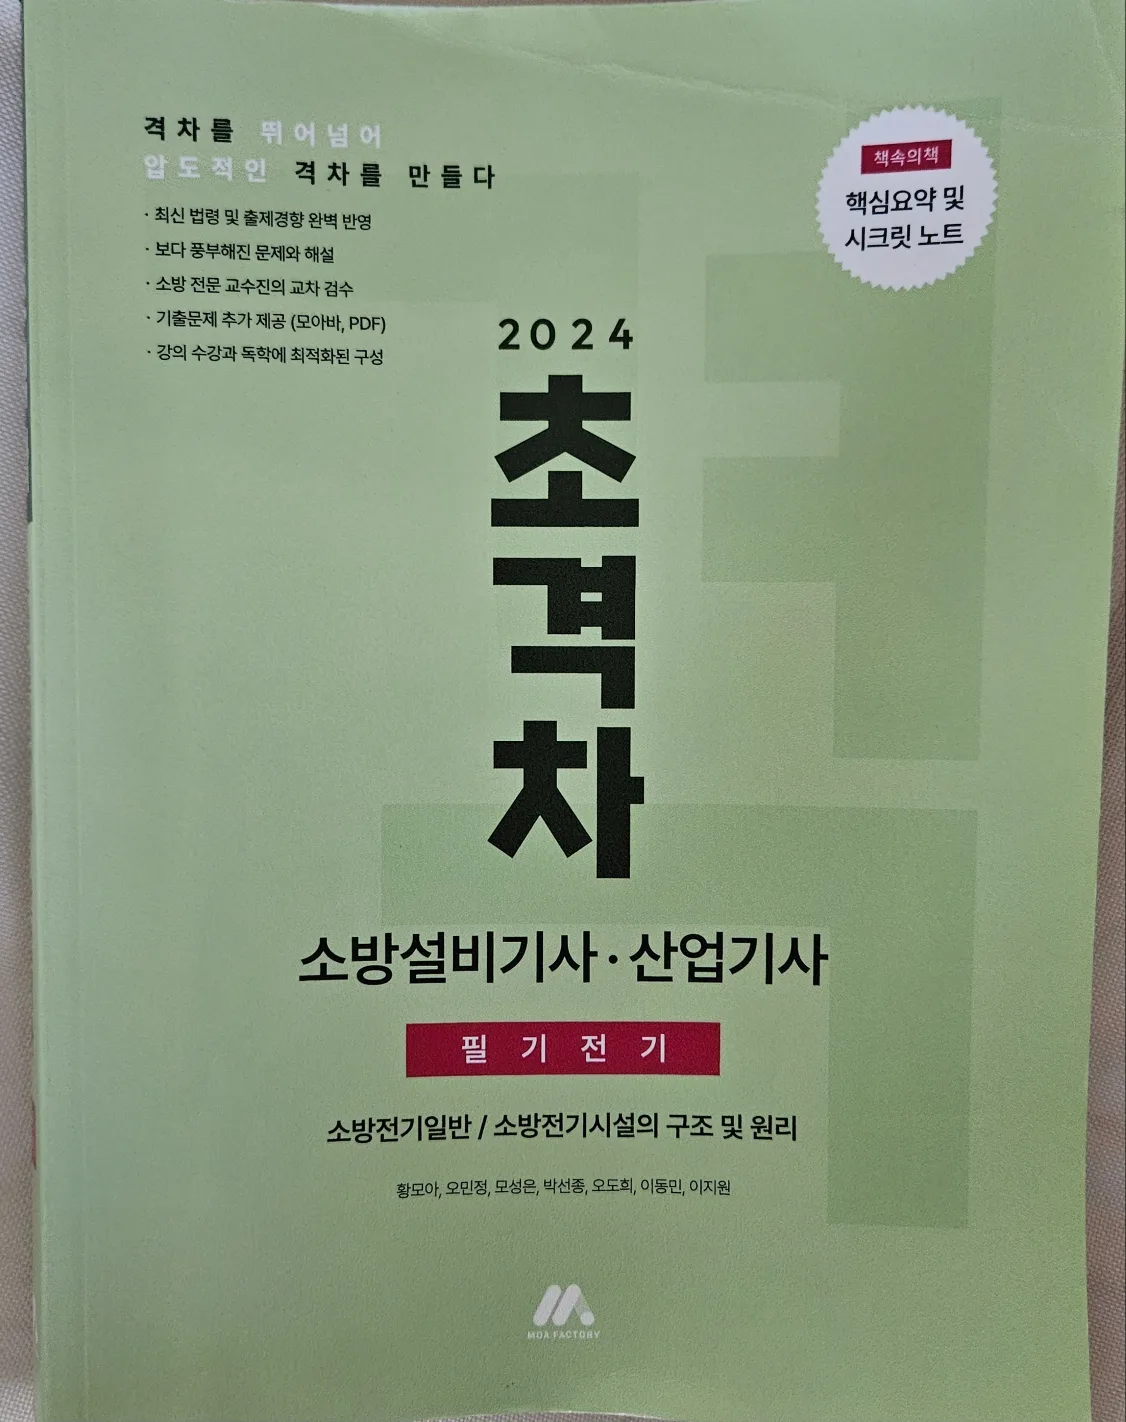 격차를 뛰어넘어
압도적인 격차를 만들다
· 최신 법령 및 출제경향 완벽 반영
· 보다 풍부해진 문제와 해설
· 소방 전문 교수진의 교차 검수
· 기출문제 추가 제공 (모아바, PDF)
· 강의 수강과 독학에 최적화된 구성
책속의책
핵심요약 및
시크릿 노트
2024
초
격
차
소방설비기사·산업기사
필기전기
소방전기일반 / 소방전기시설의 구조 및 원리
황모아, 오민정, 모성은, 박선종, 오도희, 이동민, 이지원
MOA FACTORY